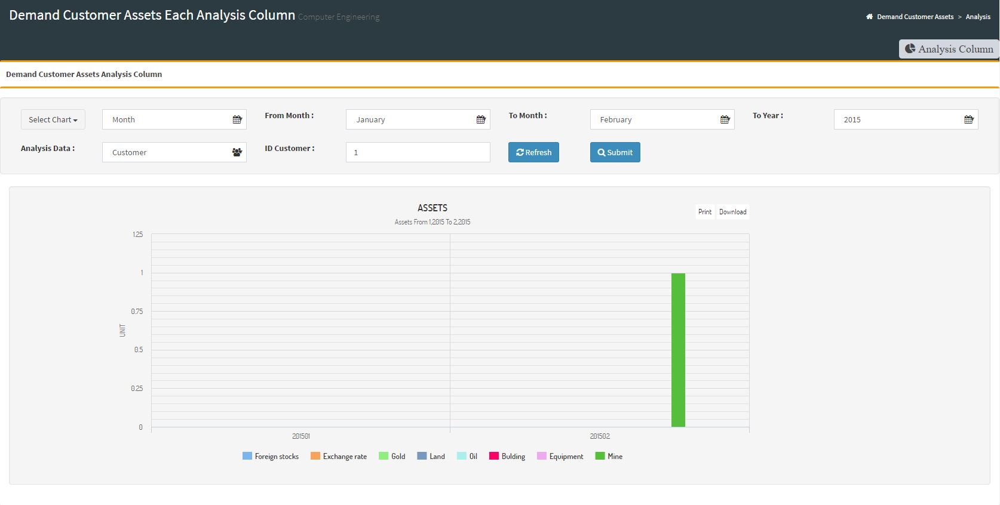 Demand Customer Assets Each Analysis Column Computer Engineering
Demand Customer Assets > Analysis
Analysis Column
Demand Customer Assets Analysis Column
Select Chart Month From Month : January To Month : February To Year : 2015
Analysis Data : Customer ID Customer : 1 Refresh Submit
ASSETS
Print Download
Assets From 1,2015 To 2,2015
1.25
1
0.75
UNIT
0.5
0.25
0
201501 201502
Foreign stocks Exchange rate Gold Land Oil Bulding Equipment Mine